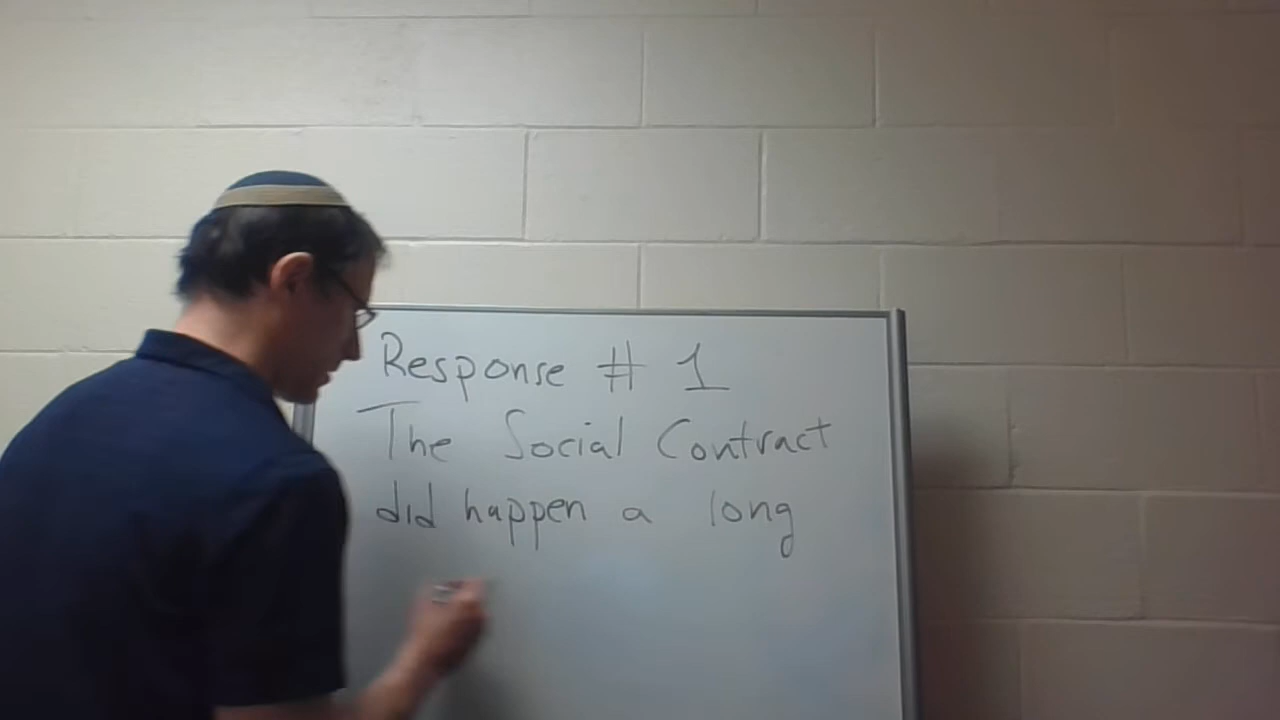 Response # 1
The Social Contract
did happen a long